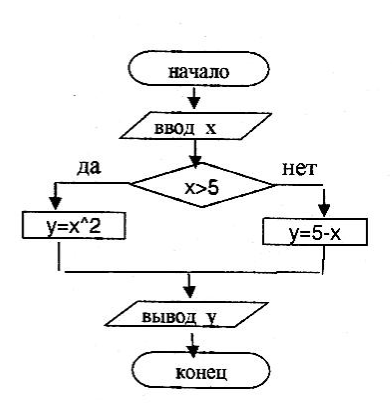 начало
ввод x
да
нет
x>5
y=x^2
y=5-x
вывод y
конец